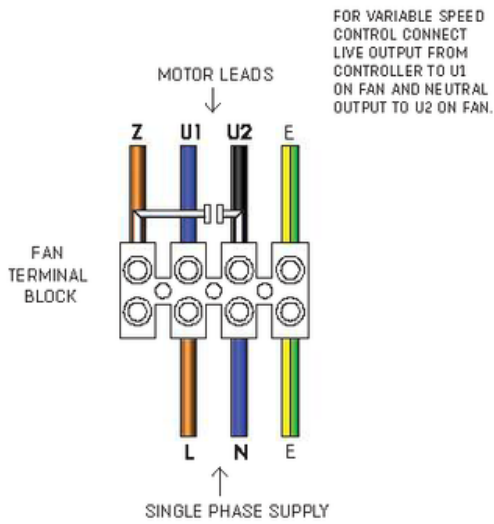 FOR VARIABLE SPEED
CONTROL CONNECT
LIVE OUTPUT FROM
CONTROLLER TO U1
ON FAN AND NEUTRAL
OUTPUT TO U2 ON FAN.
MOTOR LEADS
Z U1 U2 E
FAN
TERMINAL
BLOCK
L N E
SINGLE PHASE SUPPLY